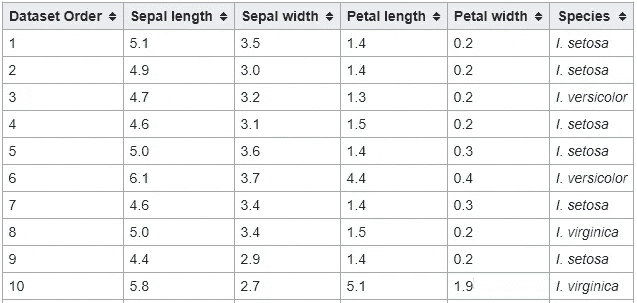 Dataset Order Sepal length Sepal width Petal length Petal width Species
1 5.1 3.5 1.4 0.2 I. setosa
2 4.9 3.0 1.4 0.2 I. setosa
3 4.7 3.2 1.3 0.2 I. versicolor
4 4.6 3.1 1.5 0.2 I. setosa
5 5.0 3.6 1.4 0.3 I. setosa
6 6.1 3.7 4.4 0.4 I. versicolor
7 4.6 3.4 1.4 0.3 I. setosa
8 5.0 3.4 1.5 0.2 I. virginica
9 4.4 2.9 1.4 0.2 I. setosa
10 5.8 2.7 5.1 1.9 I. virginica